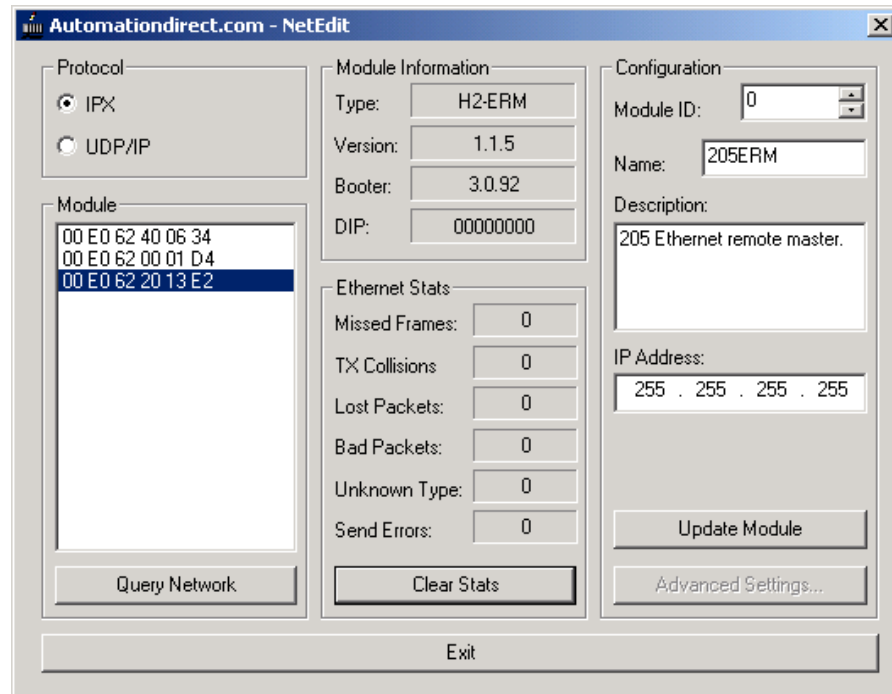 Automationdirect.com - NetEdit
Protocol
IPX
UDP/IP
Module
00 E0 62 40 06 34
00 E0 62 00 01 D4
00 E0 62 20 13 E2
Query Network
Module Information
Type: H2-ERM
Version: 1.1.5
Booter: 3.0.92
DIP: 00000000
Ethernet Stats
Missed Frames: 0
TX Collisions 0
Lost Packets: 0
Bad Packets: 0
Unknown Type: 0
Send Errors: 0
Clear Stats
Configuration
Module ID: 0
Name: 205ERM
Description:
205 Ethernet remote master.
IP Address:
255 . 255 . 255 . 255
Update Module
Advanced Settings...
Exit